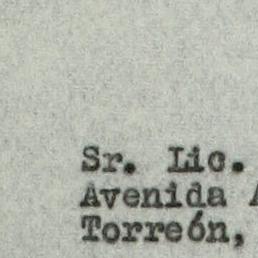 Sr. Lic.
Avenida
Torreón,